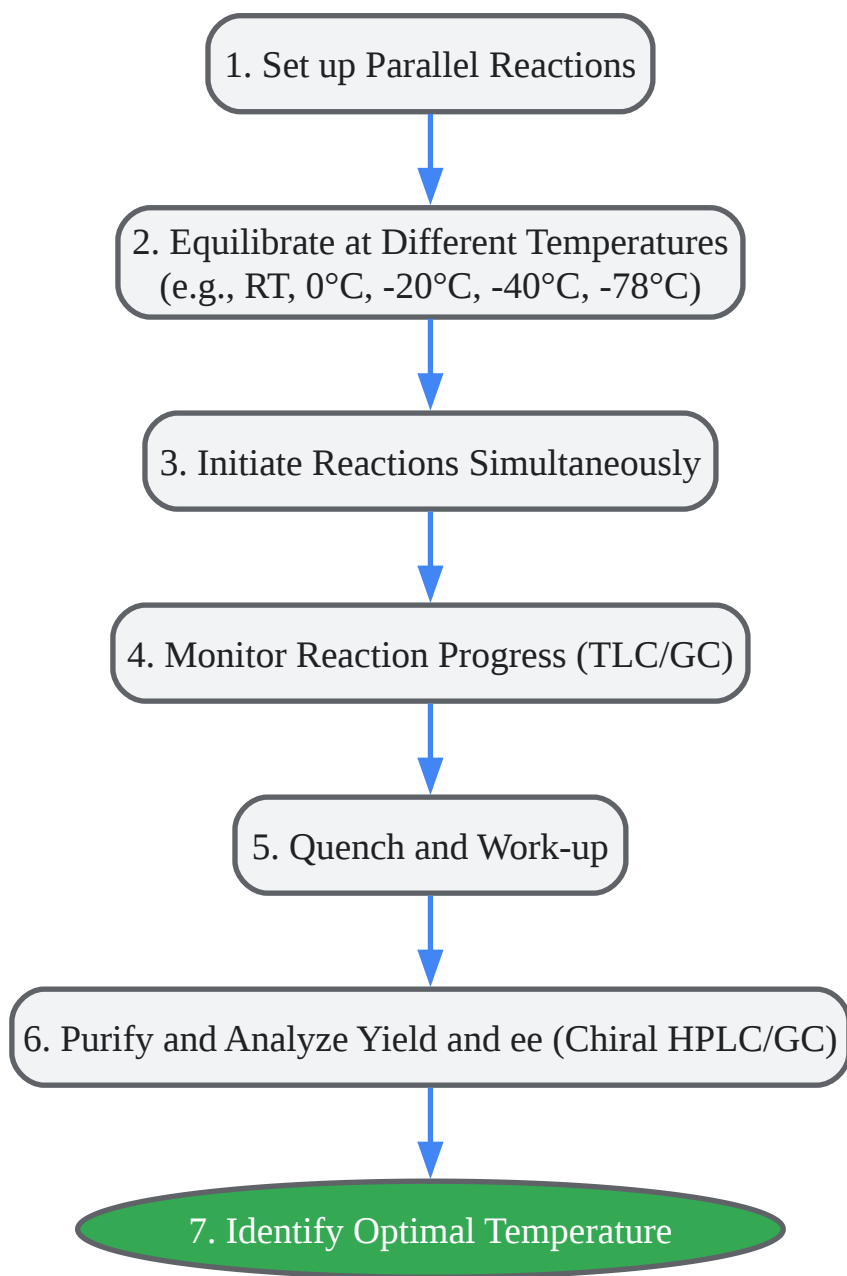 1. Set up Parallel Reactions
2. Equilibrate at Different Temperatures
(e.g., RT, 0°C, -20°C, -40°C, -78°C)
3. Initiate Reactions Simultaneously
4. Monitor Reaction Progress (TLC/GC)
5. Quench and Work-up
6. Purify and Analyze Yield and ee (Chiral HPLC/GC)
7. Identify Optimal Temperature